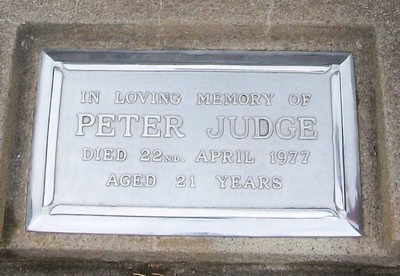 IN LOVING MEMORY OF
PETER JUDGE
DIED 22ND. APRIL 1977
AGED 21 YEARS